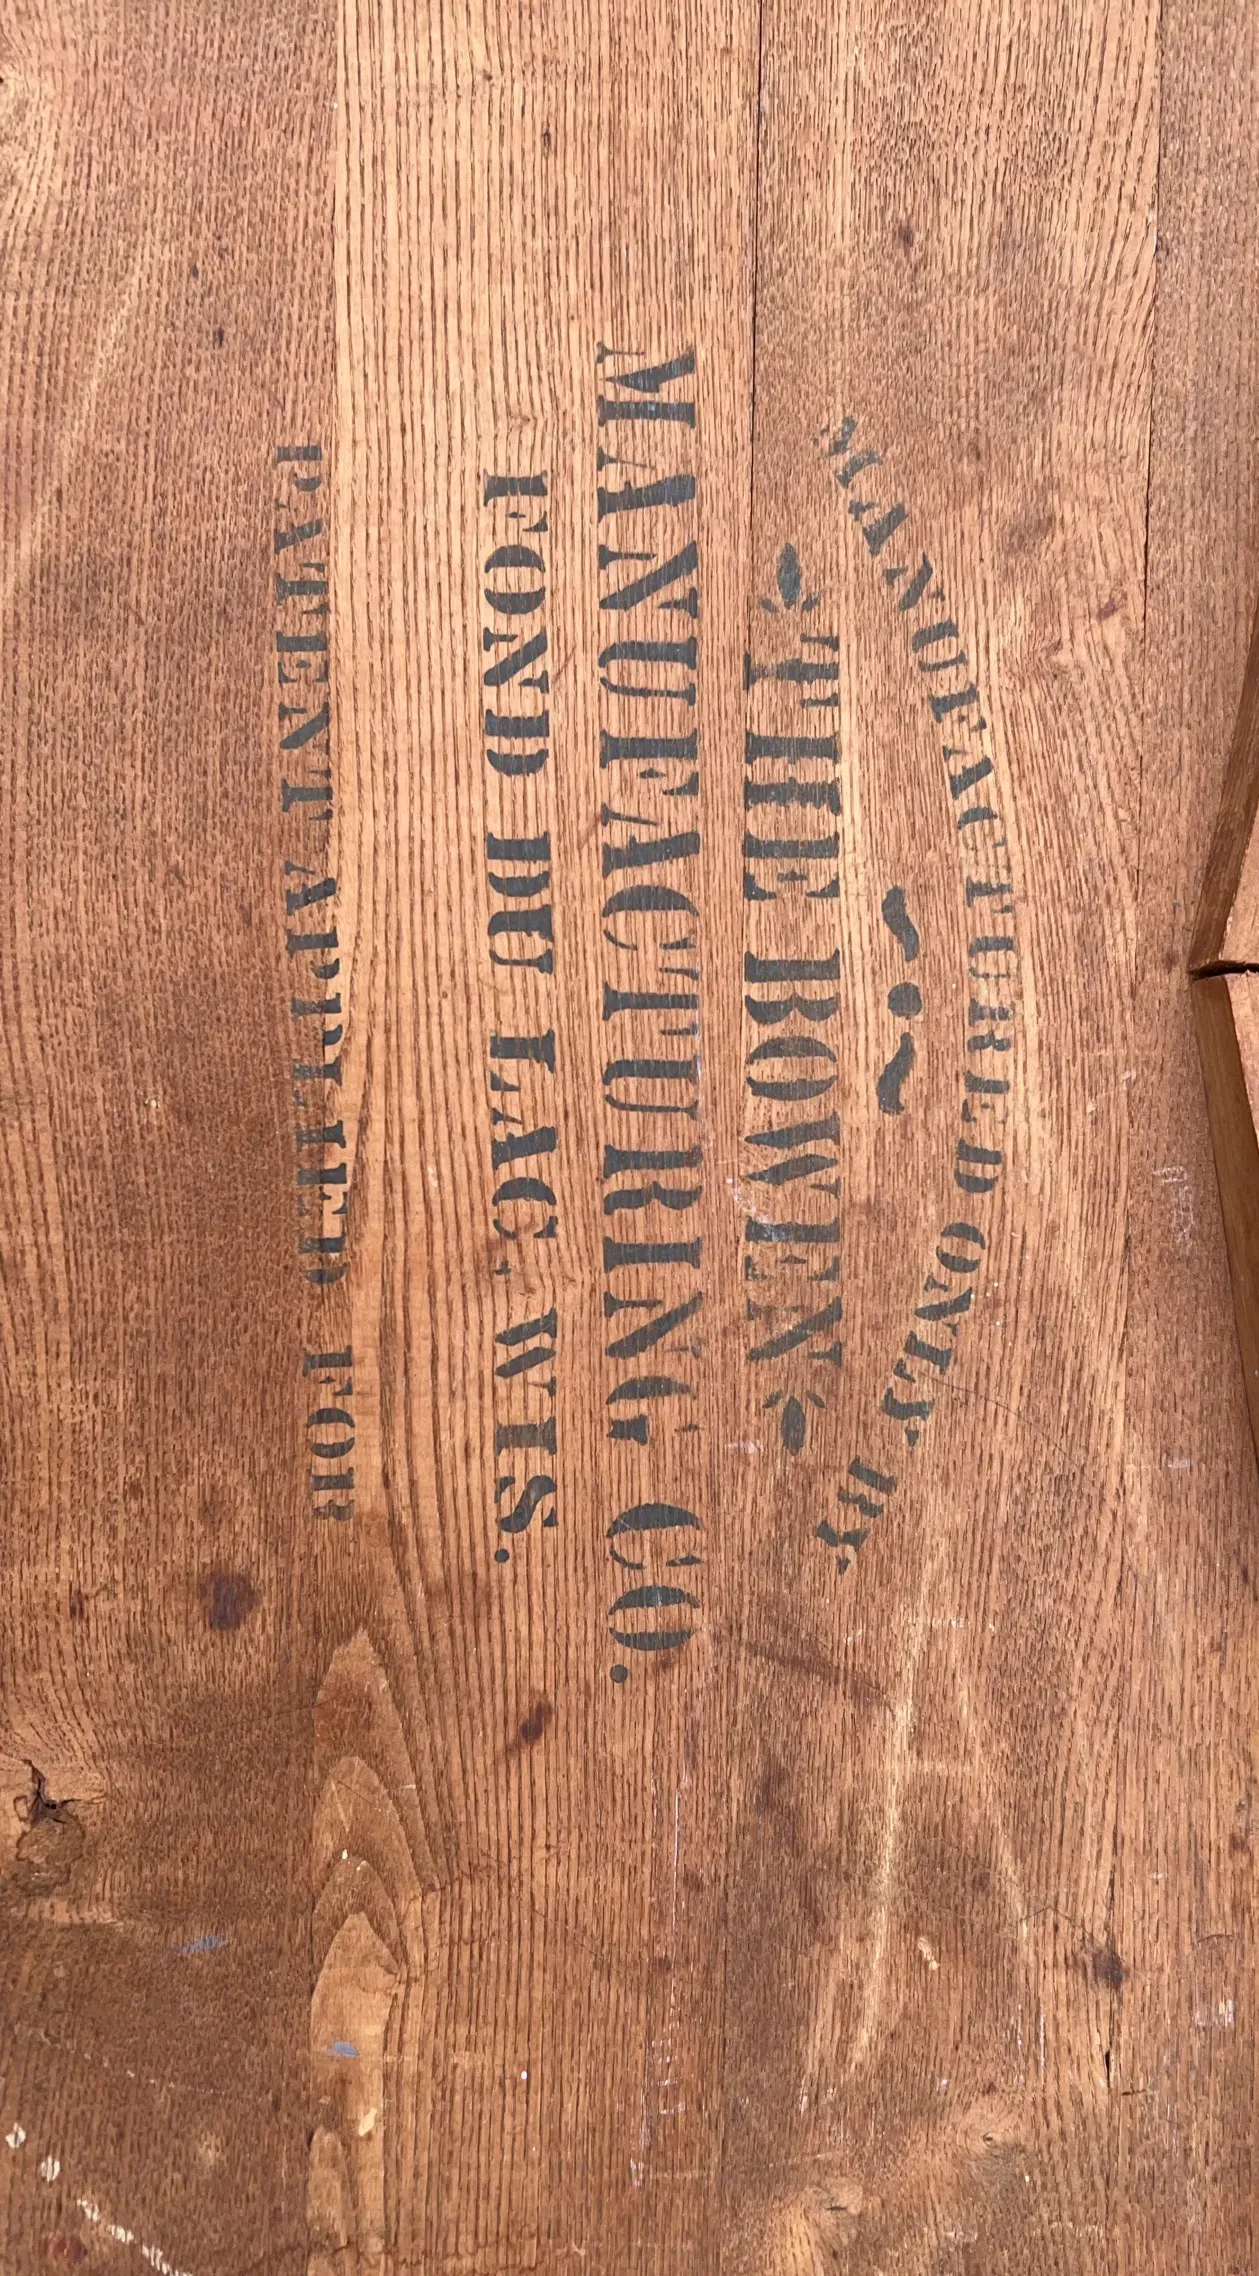 MANUFACTURED ONLY BY
THE BOWEN
MANUFACTURING CO.
FOND DU LAC, WIS.
PATENT APPLIED FOR